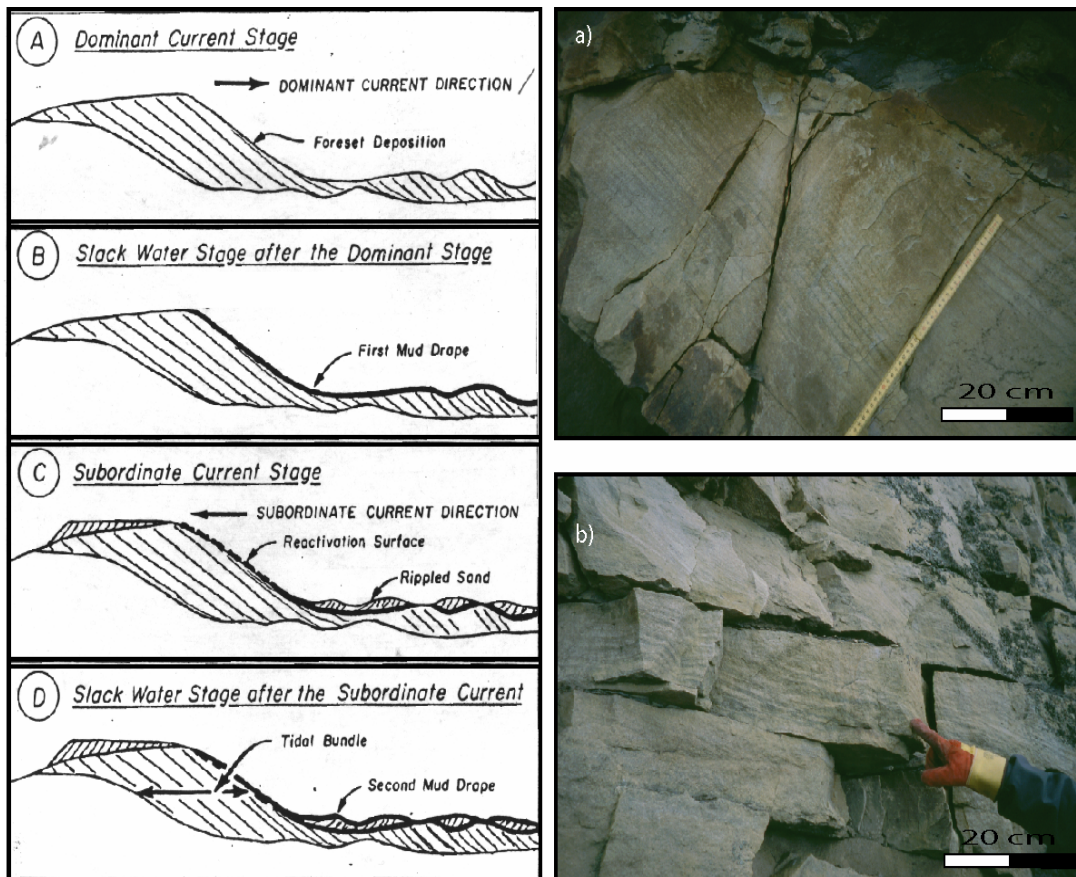 A Dominant Current Stage
DOMINANT CURRENT DIRECTION
Foreset Deposition
B Slack Water Stage after the Dominant Stage
First Mud Drape
C Subordinate Current Stage
SUBORDINATE CURRENT DIRECTION
Reactivation Surface
Rippled Sand
D Slack Water Stage after the Subordinate Current
Tidal Bundle
Second Mud Drape
a)
20 cm
b)
20 cm